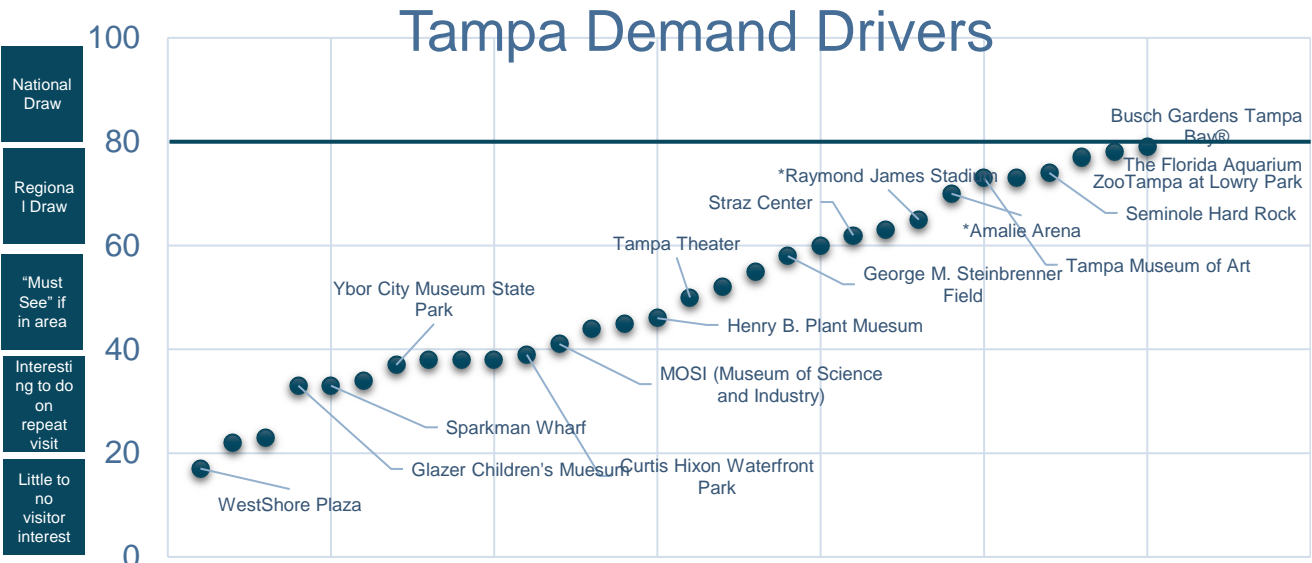 Tampa Demand Drivers
100
80
60
40
20
0
National
Draw
Regiona
l Draw
“Must
See” if
in area
Interesti
ng to do
on
repeat
visit
Little to
no
visitor
interest
Busch Gardens Tampa
Bay®
The Florida Aquarium
ZooTampa at Lowry Park
*Raymond James Stadium
Straz Center
Seminole Hard Rock
*Amalie Arena
Tampa Theater
Tampa Museum of Art
George M. Steinbrenner
Field
Ybor City Museum State
Park
Henry B. Plant Muesum
MOSI (Museum of Science
and Industry)
Sparkman Wharf
Glazer Children's Muesum
Curtis Hixon Waterfront
Park
WestShore Plaza